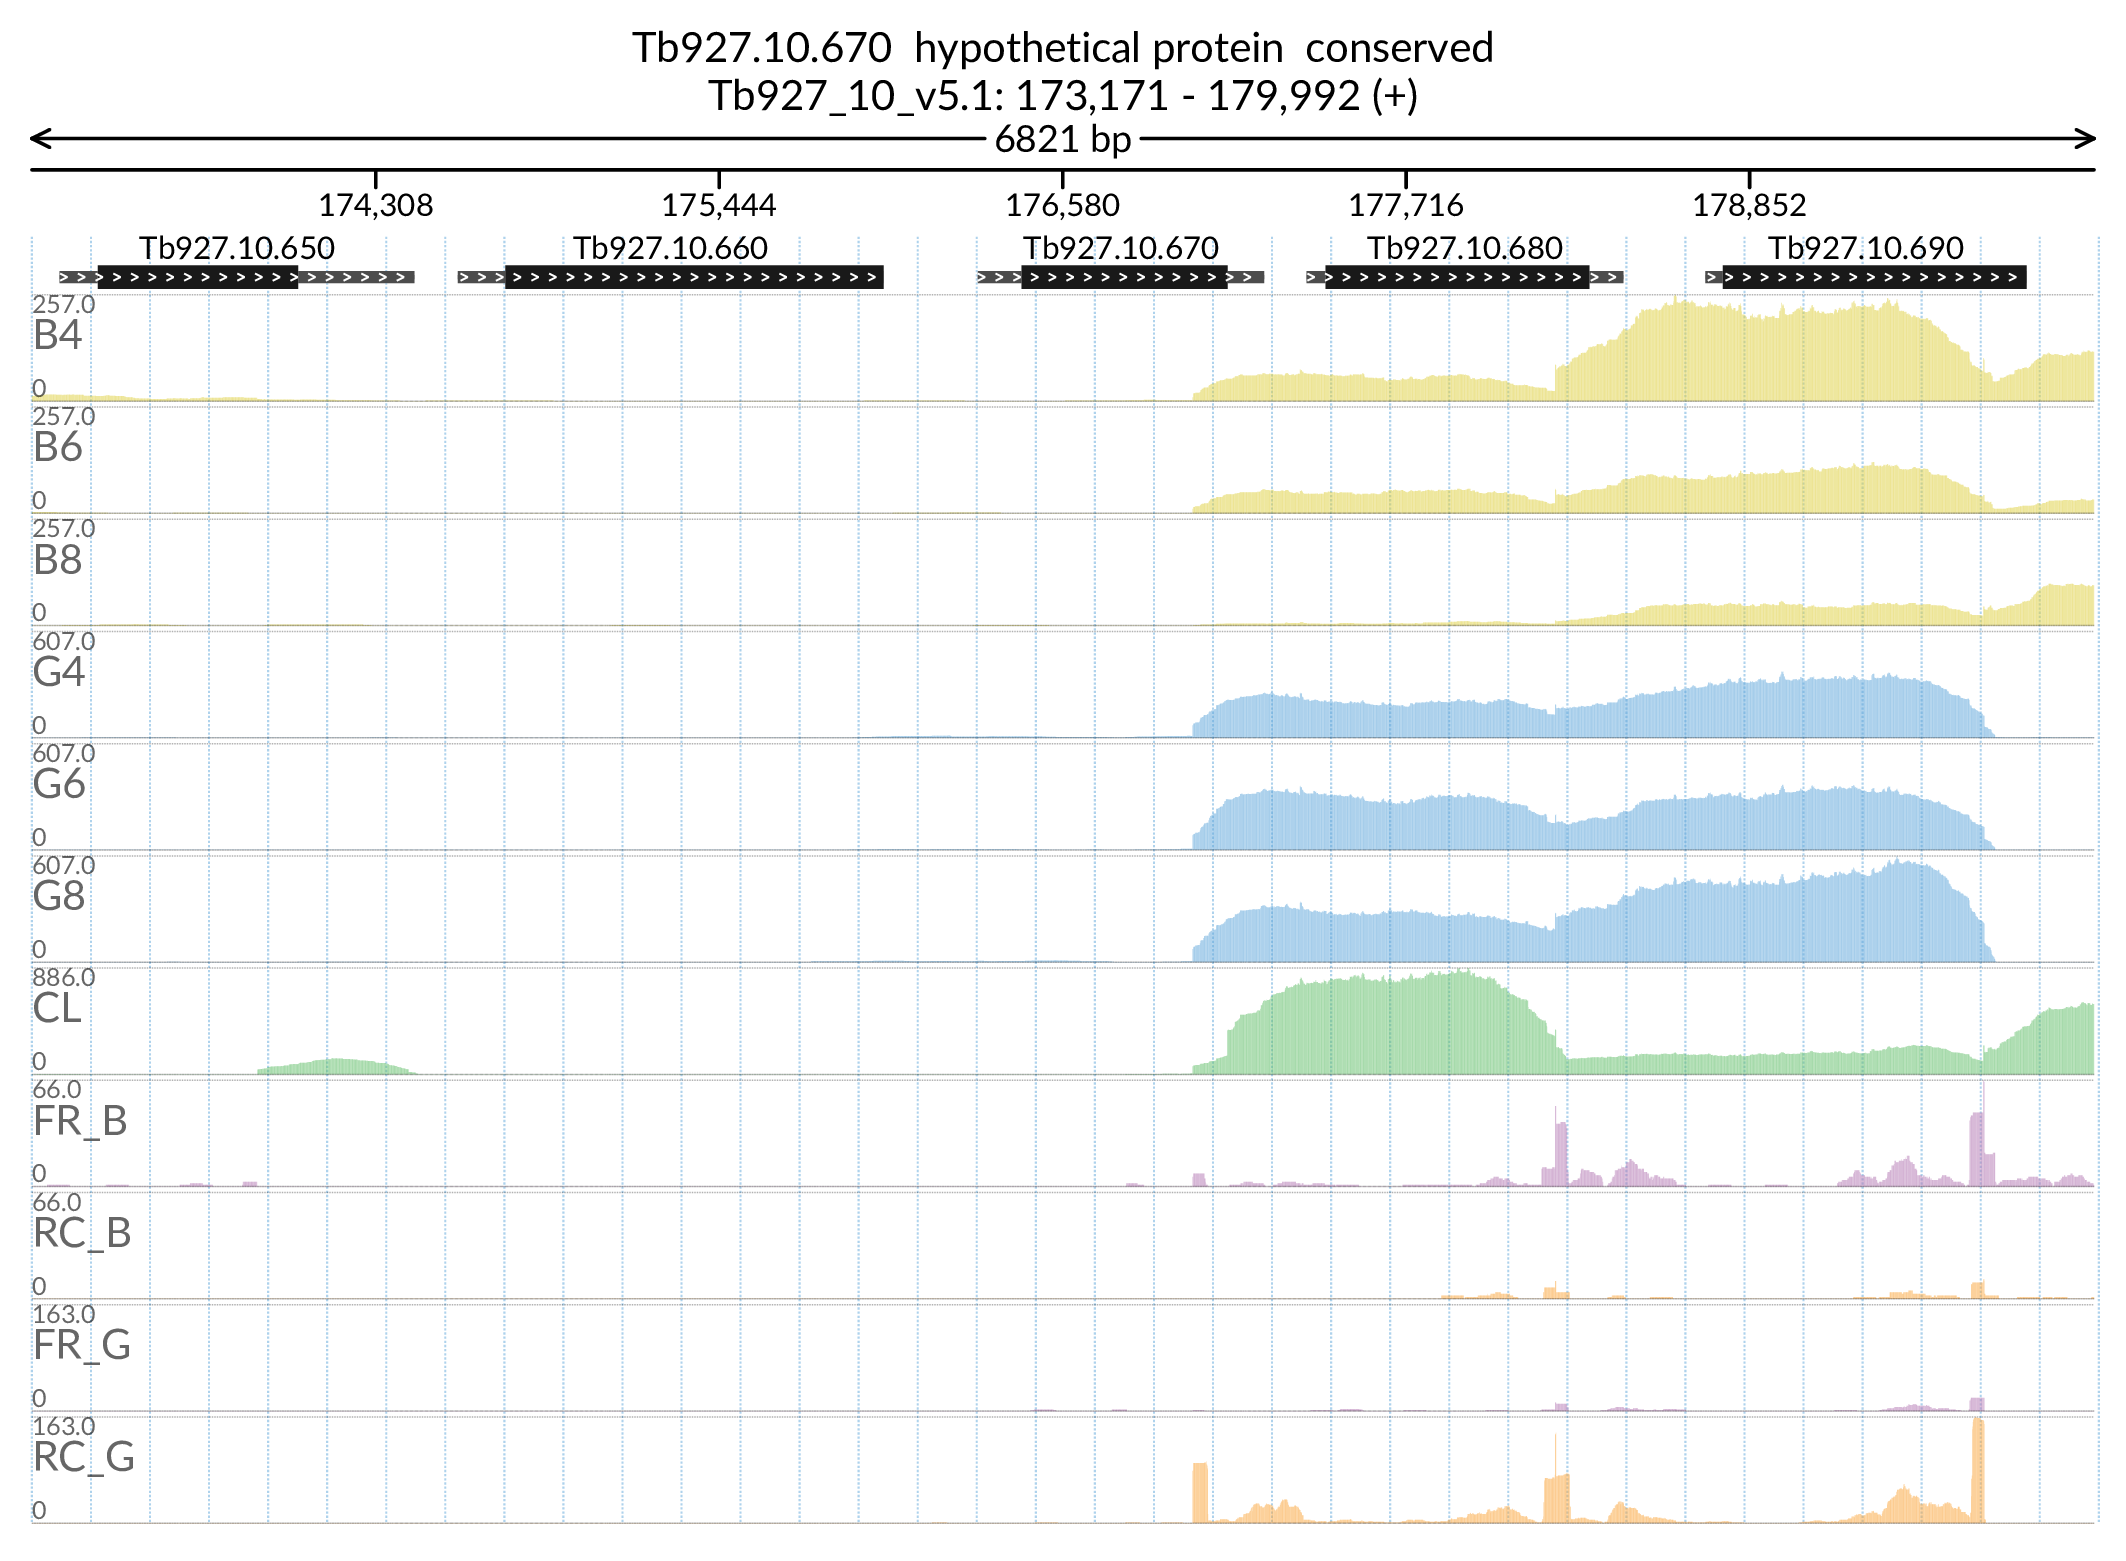 Tb927.10.670 hypothetical protein conserved
Tb927_10_v5.1: 173,171 - 179,992 (+)
6821 bp
174,308 175,444 176,580 177,716 178,852
Tb927.10.650 Tb927.10.660 Tb927.10.670 Tb927.10.680 Tb927.10.690
257.0
B4
0
257.0
B6
0
257.0
B8
0
607.0
G4
0
607.0
G6
0
607.0
G8
0
886.0
CL
0
66.0
FR_B
0
66.0
RC_B
0
163.0
FR_G
0
163.0
RC_G
0